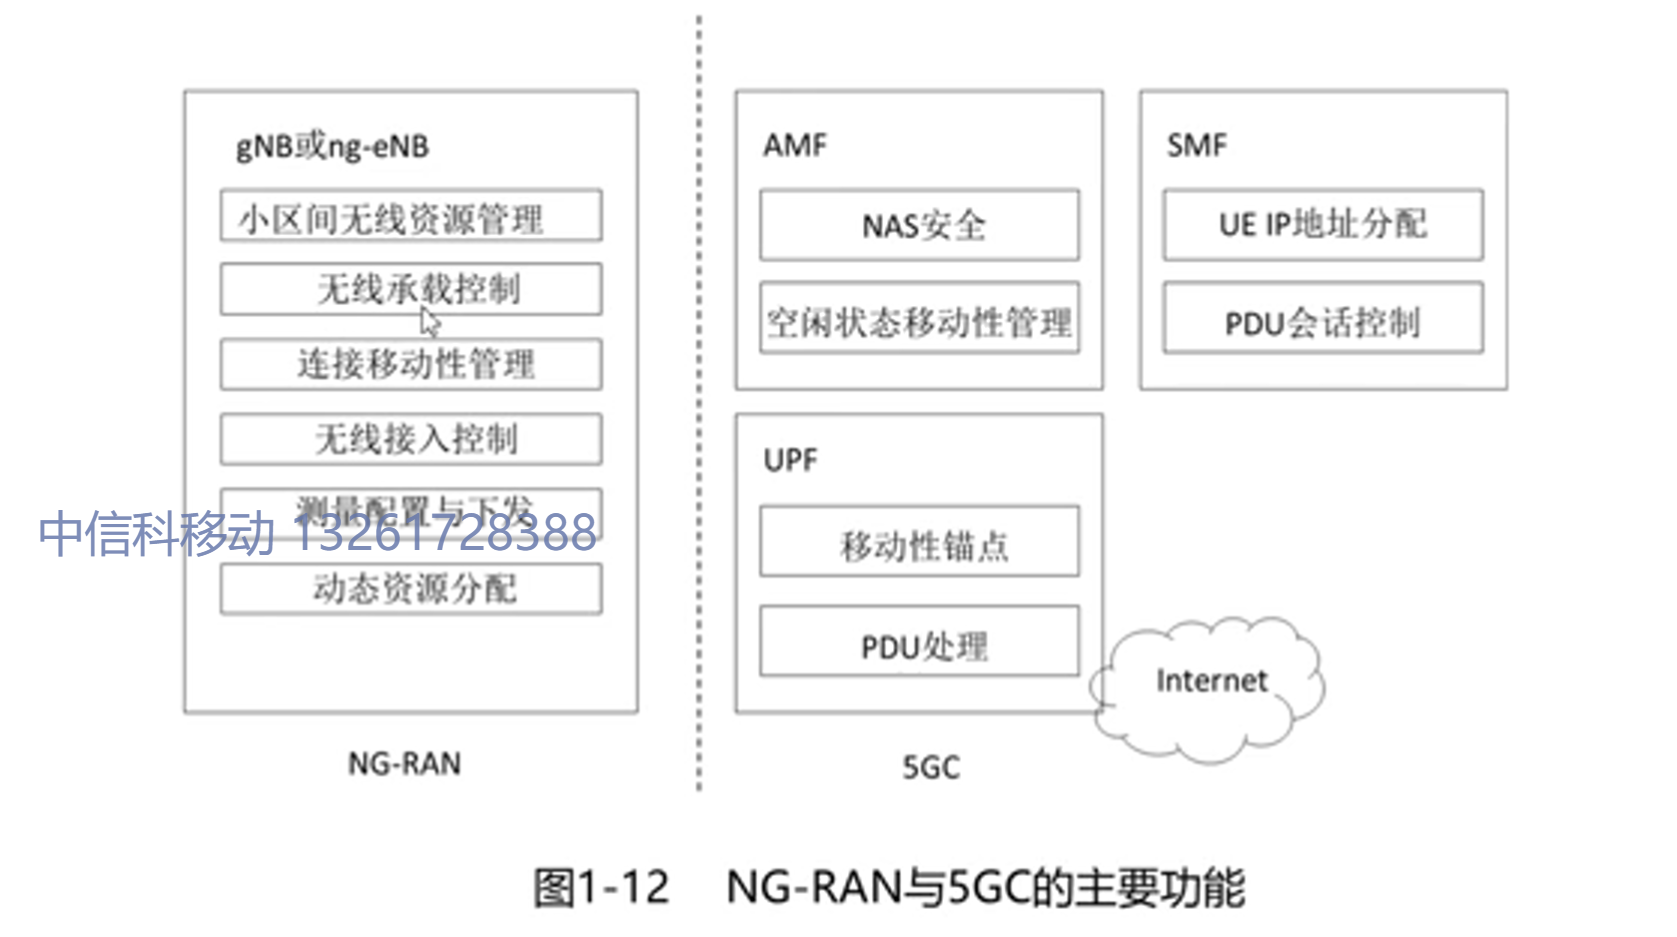 gNB或ng-eNB
小区间无线资源管理
无线承载控制
连接移动性管理
无线接入控制
测量配置与下发
中信科移动 13261728388
动态资源分配
NG-RAN
AMF
NAS安全
空闲状态移动性管理
SMF
UE IP地址分配
PDU会话控制
UPF
移动性锚点
PDU处理
Internet
5GC
图1-12 NG-RAN与5GC的主要功能